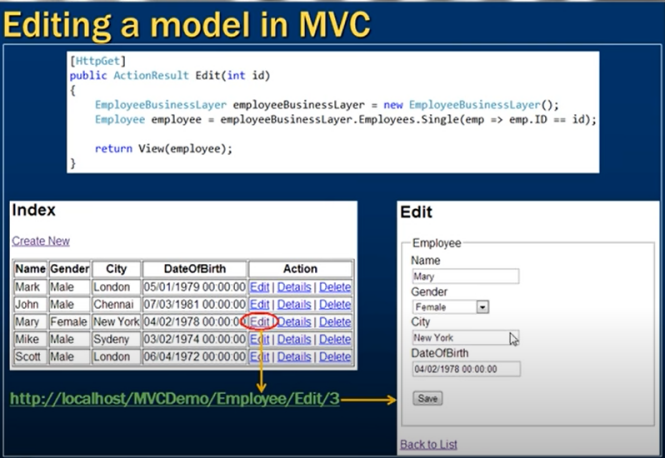 Editing a model in MVC
[HttpGet]
public ActionResult Edit(int id)
{
EmployeeBusinessLayer employeeBusinessLayer = new EmployeeBusinessLayer();
Employee employee = employeeBusinessLayer.Employees.Single(emp => emp.ID == id);
return View(employee);
}
Index
Create New
Name Gender City DateOfBirth Action
Mark Male London 05/01/1979 00:00:00 Edit | Details | Delete
John Male Chennai 07/03/1981 00:00:00 Edit | Details | Delete
Mary Female New York 04/02/1978 00:00:00 Edit | Details | Delete
Mike Male Sydeny 03/02/1974 00:00:00 Edit | Details | Delete
Scott Male London 06/04/1972 00:00:00 Edit | Details | Delete
http://localhost/MVCDemo/Employee/Edit/3
Edit
Employee
Name
Mary
Gender
Female
City
New York
DateOfBirth
04/02/1978 00:00:00
Save
Back to List